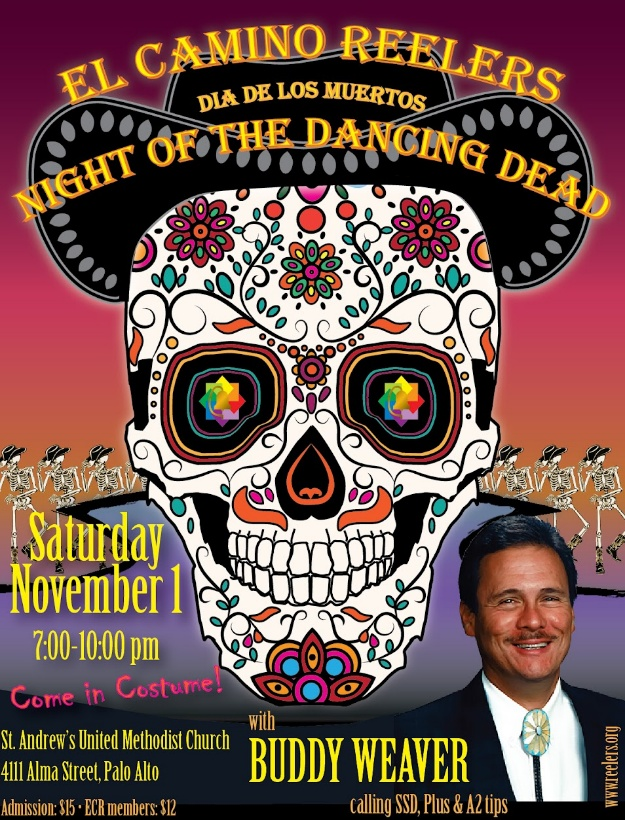 EL CAMINO REELERS
DIA DE LOS MUERTOS
NIGHT OF THE DANCING DEAD
Saturday
November 1
7:00-10:00 pm
Come in Costume!
St. Andrew's United Methodist Church
4111 Alma Street, Palo Alto
Admission: $15 • ECR members: $12
with
BUDDY WEAVER
calling SSD, Plus & A2 tips
www.reelers.org